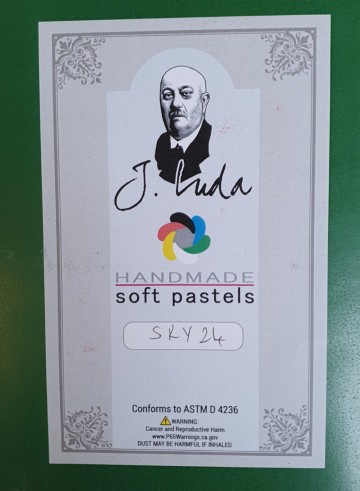 J. Luda
HANDMADE
soft pastels
SKY 24
Conforms to ASTM D 4236
WARNING:
Cancer and Reproductive Harm
www.P65Warnings.ca.gov
DUST MAY BE HARMFUL IF INHALED.